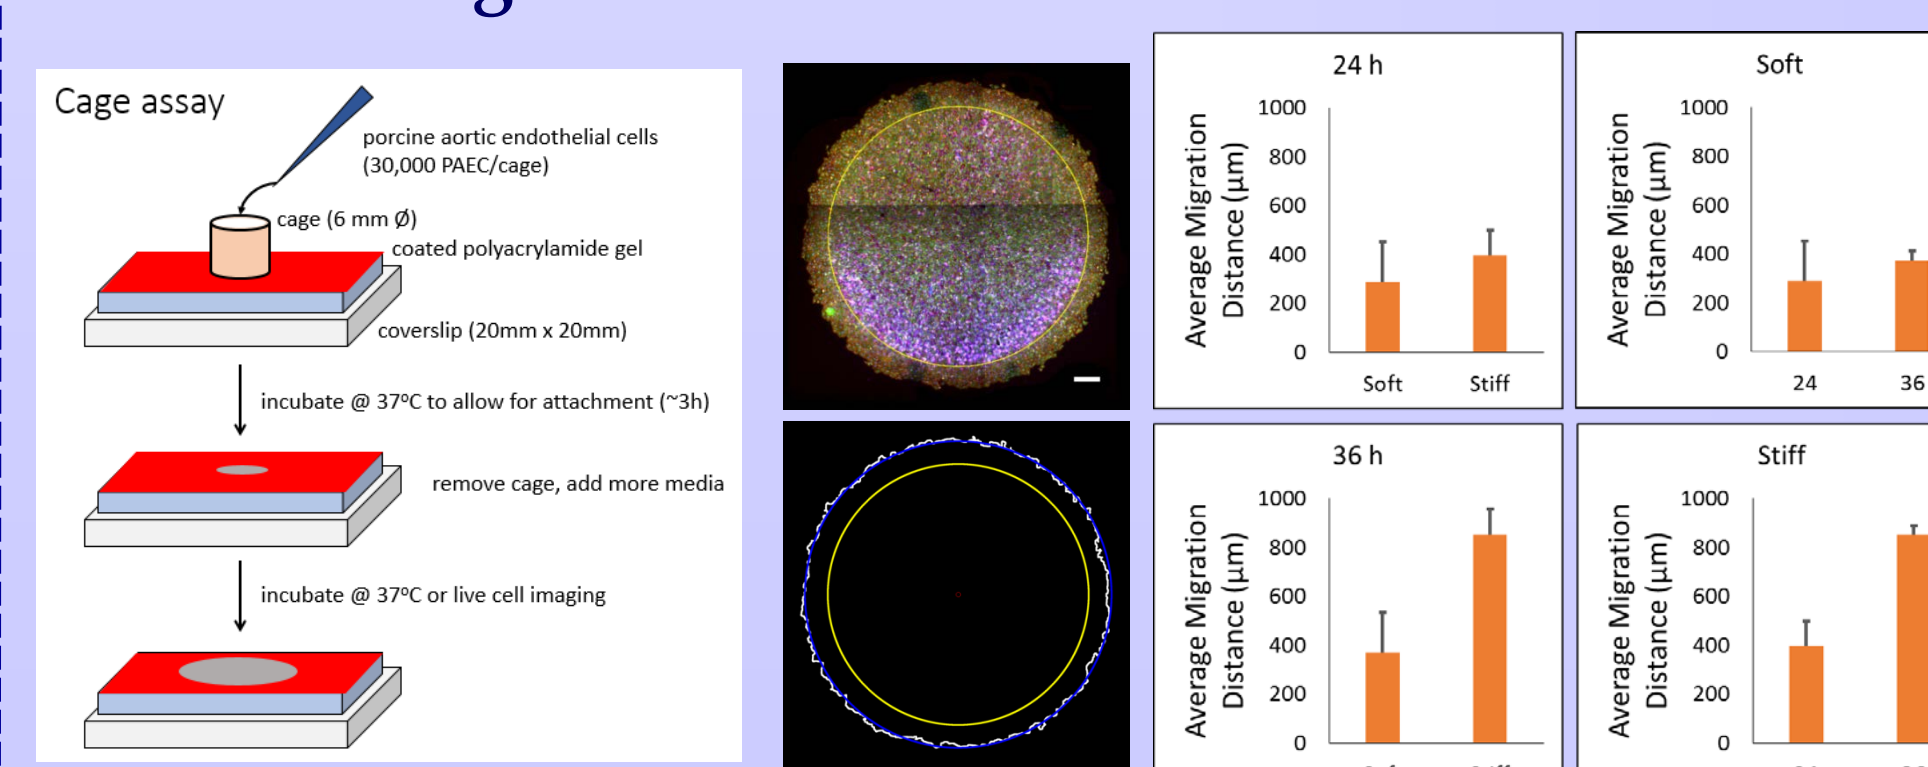 Cage assay
porcine aortic endothelial cells
(30,000 PAEC/cage)
cage (6 mm Ø)
coated polyacrylamide gel
coverslip (20mm x 20mm)
incubate @ 37ºC to allow for attachment (~3h)
remove cage, add more media
incubate @ 37ºC or live cell imaging
24 h
Average Migration
Distance (µm)
1000
800
600
400
200
0
Soft Stiff
Soft
Average Migration
Distance (µm)
1000
800
600
400
200
0
24 36
36 h
Average Migration
Distance (µm)
1000
800
600
400
200
0
Stiff
Average Migration
Distance (µm)
1000
800
600
400
200
0